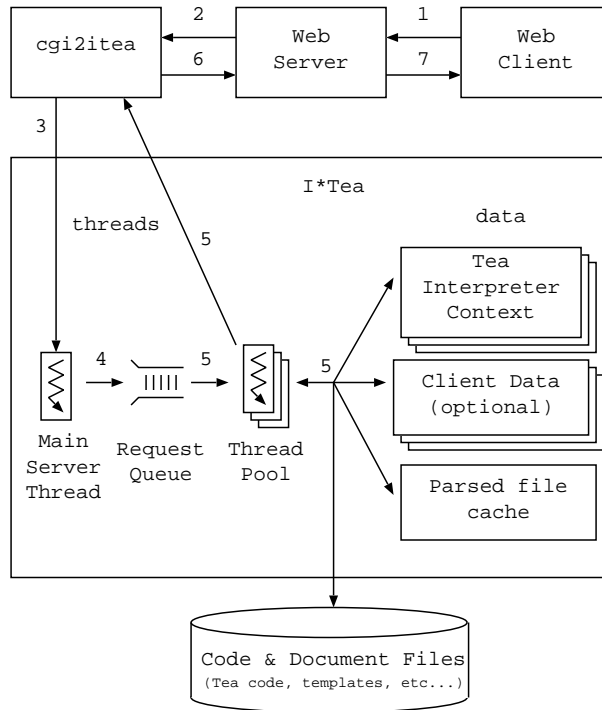 2
1
cgi2itea
Web
Server
Web
Client
6
7
3
I*Tea
threads
data
5
Tea
Interpreter
Context
4
5
5
Client Data
(optional)
Main
Server
Thread
Request
Queue
Thread
Pool
Parsed file
cache
Code & Document Files
(Tea code, templates, etc...)